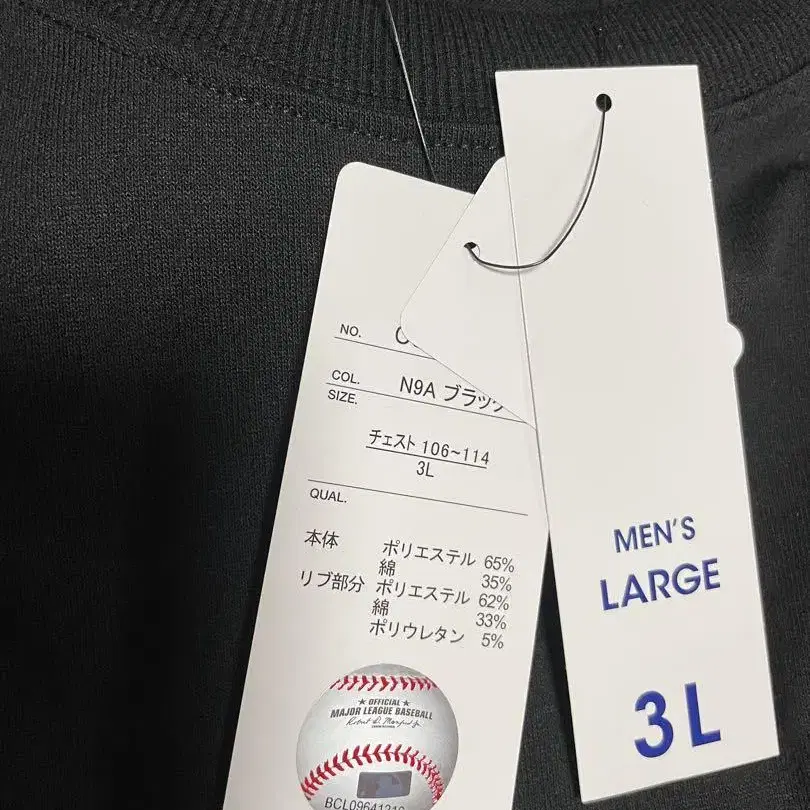 NO.
COL. N9A ブラック
SIZE.
チェスト 106~114
3L
QUAL.
本体 ポリエステル 65%
綿 35%
リブ部分 ポリエステル 62%
綿 33%
ポリウレタン 5%
★ OFFICIAL ★
MAJOR LEAGUE BASEBALL
MEN'S
LARGE
3L